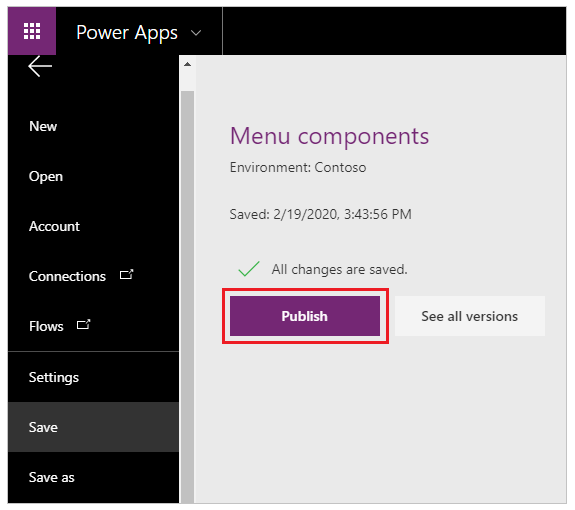 Power Apps
New
Open
Account
Connections
Flows
Settings
Save
Save as
Menu components
Environment: Contoso
Saved: 2/19/2020, 3:43:56 PM
All changes are saved.
Publish
See all versions